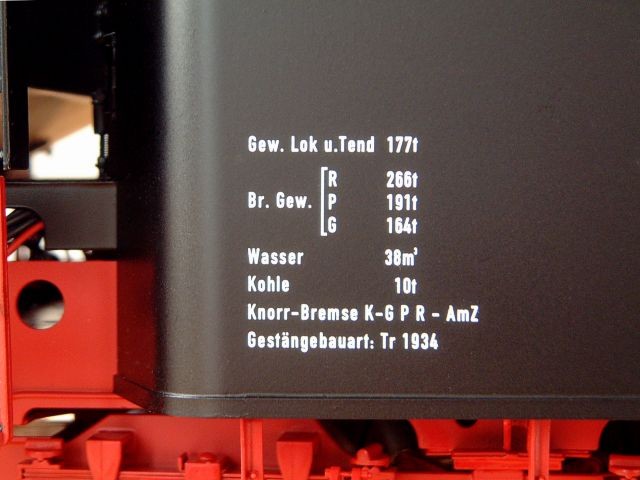 Gew. Lok u.Tend 177t
R 266t
Br. Gew. P 191t
G 164t
Wasser 38m³
Kohle 10t
Knorr-Bremse K-G P R - AmZ
Gestängebauart: Tr 1934